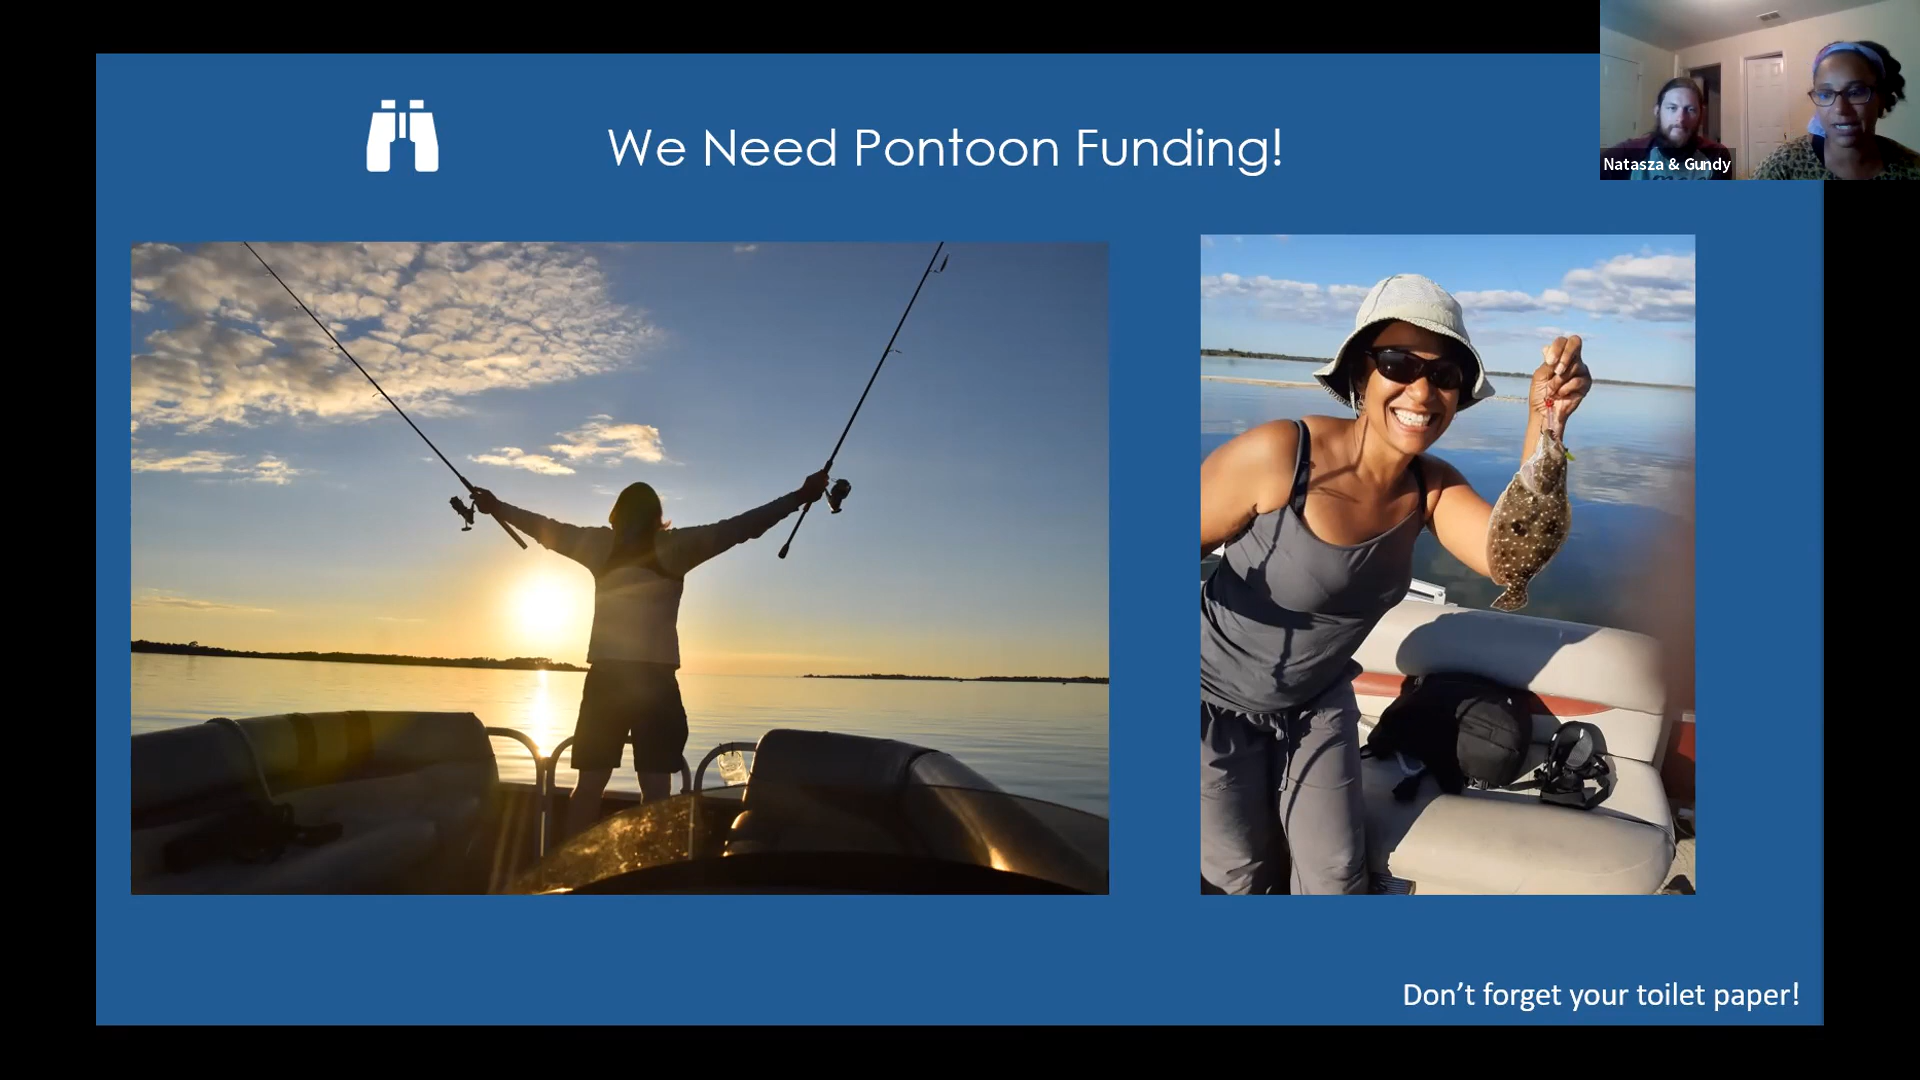 We Need Pontoon Funding!
Natasza & Gundy
Don't forget your toilet paper!